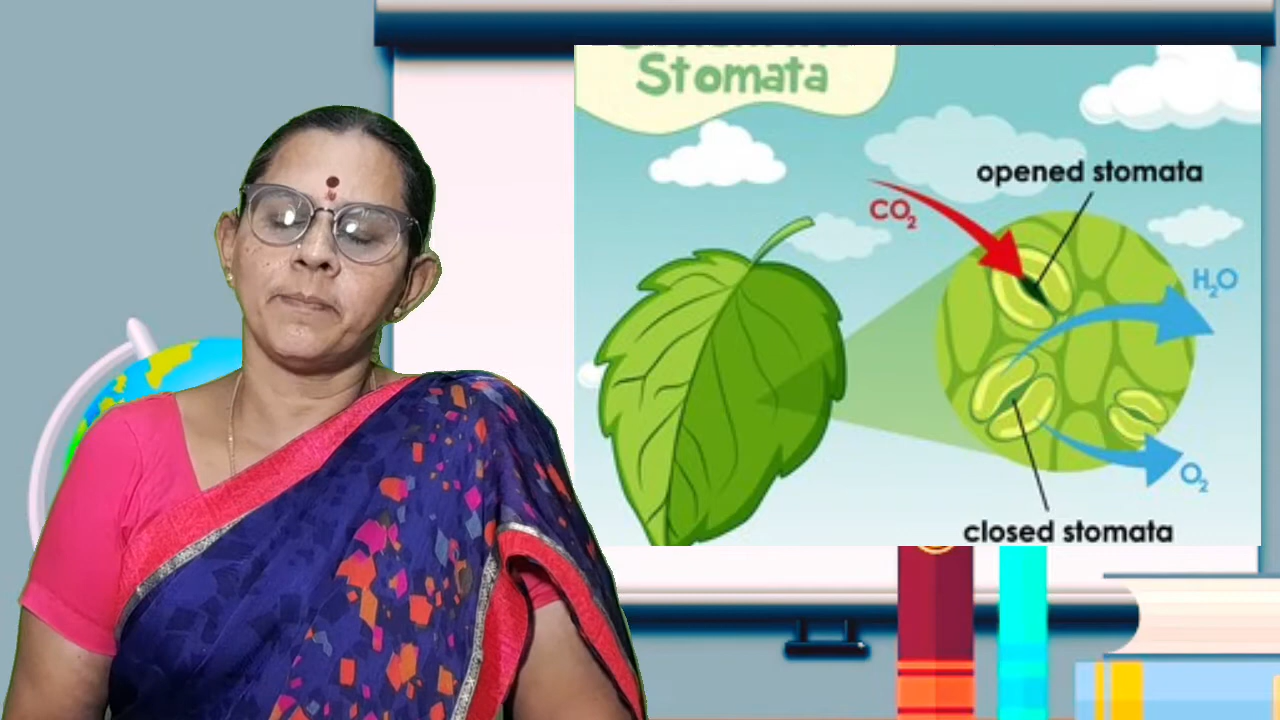 Stomata
opened stomata
CO₂
H₂O
O₂
closed stomata